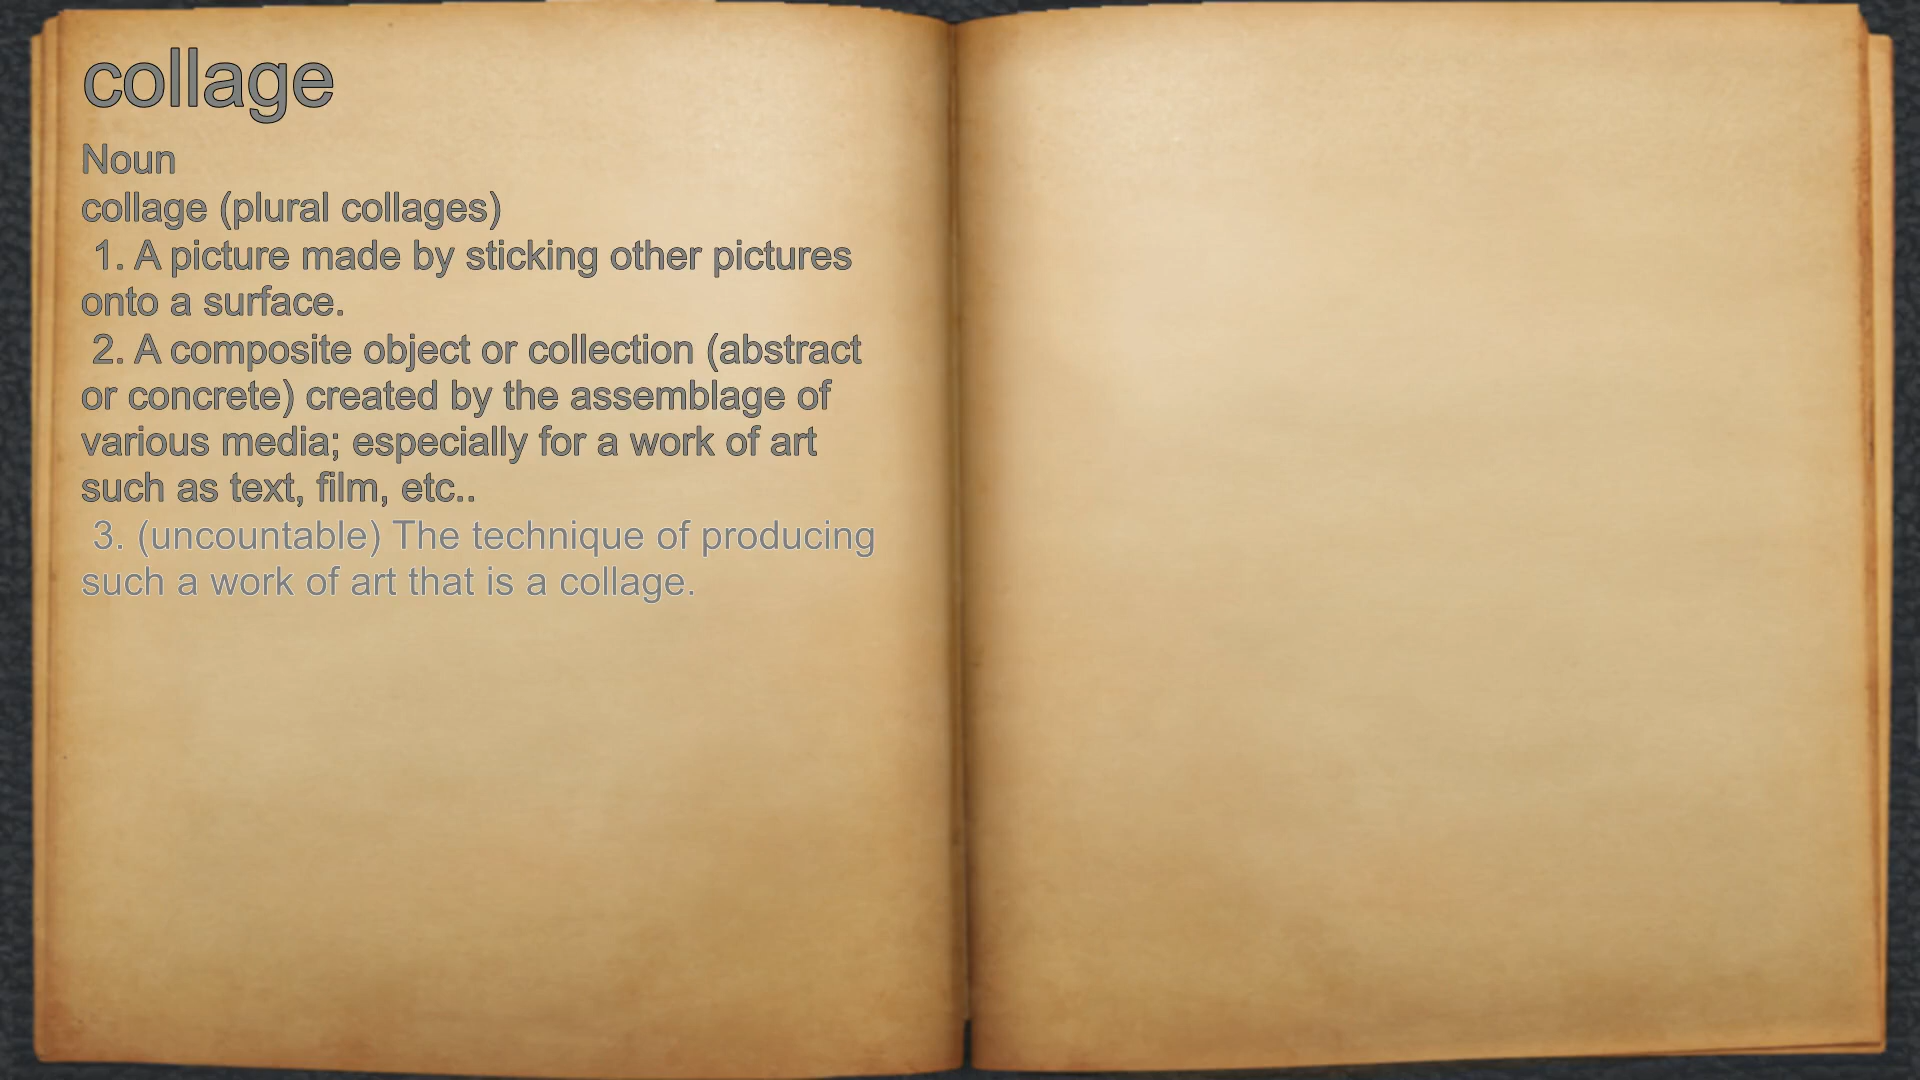 collage
Noun
collage (plural collages)
1. A picture made by sticking other pictures
onto a surface.
2. A composite object or collection (abstract
or concrete) created by the assemblage of
various media; especially for a work of art
such as text, film, etc..
3. (uncountable) The technique of producing
such a work of art that is a collage.